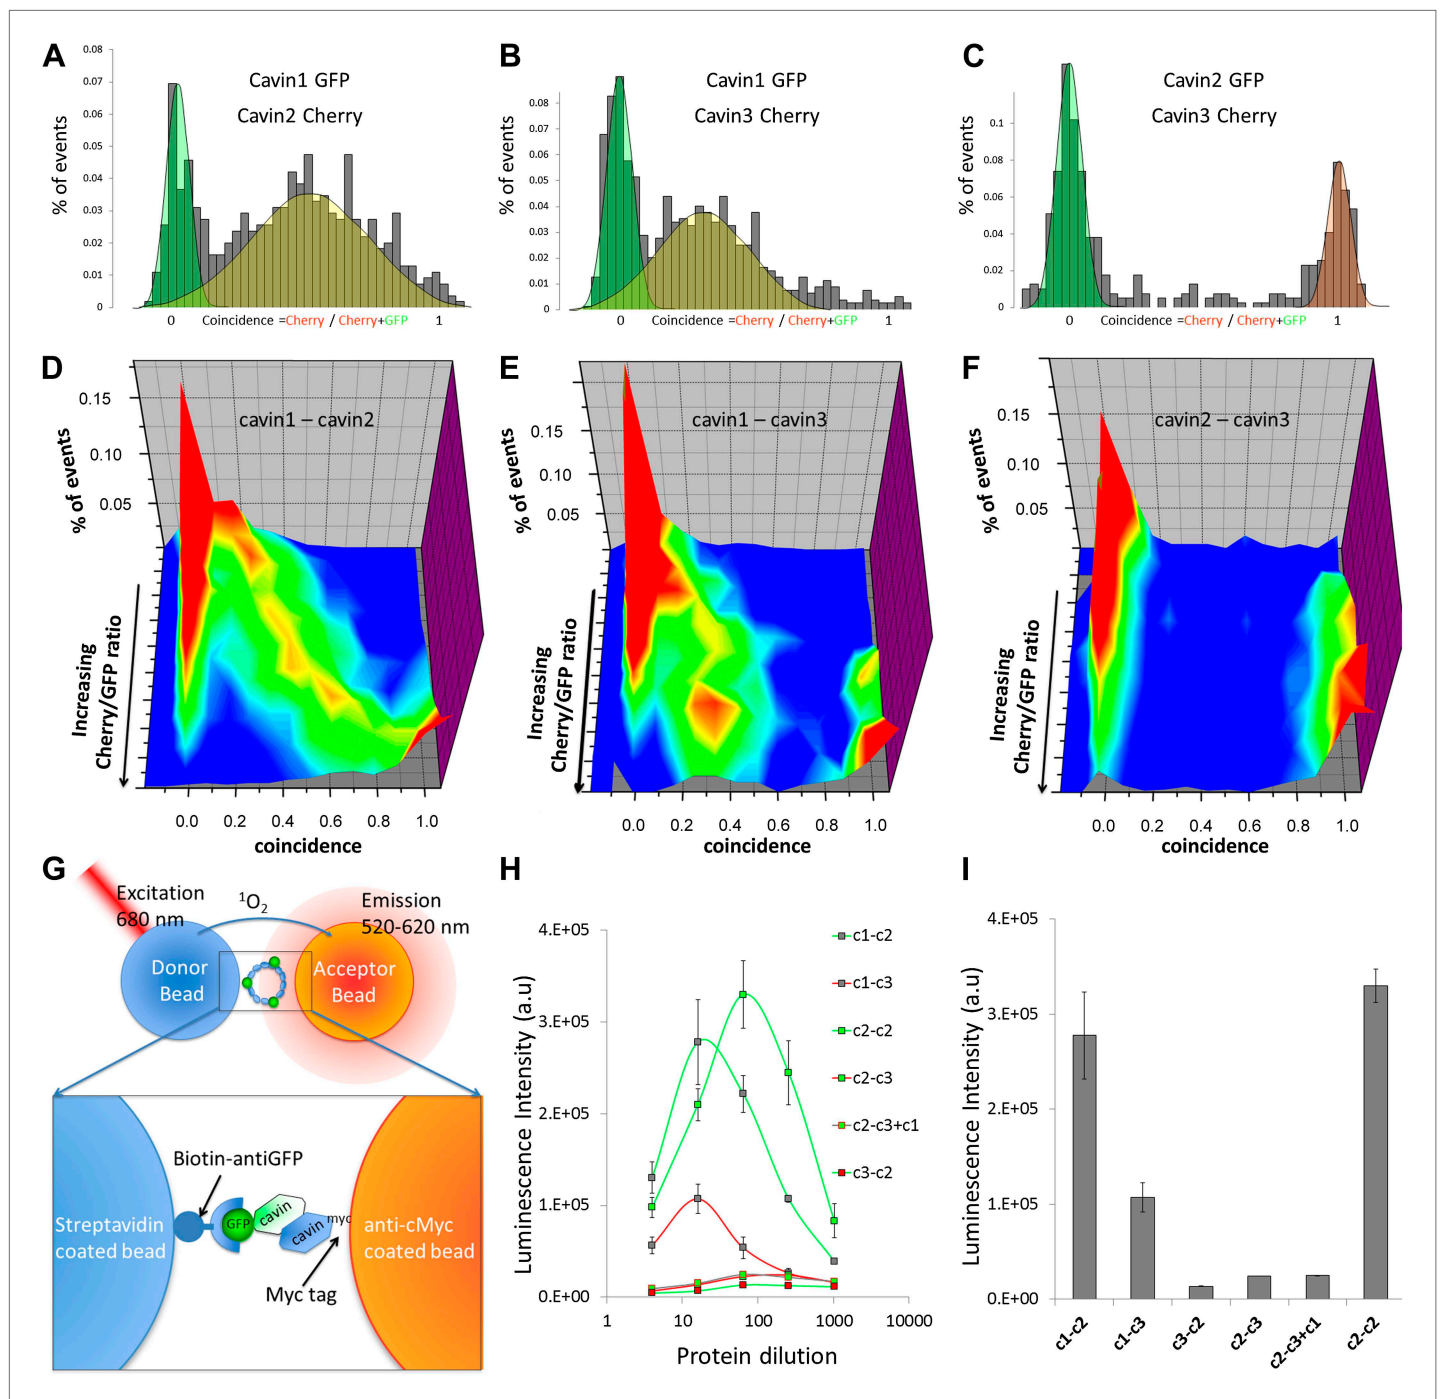 A
Cavin1 GFP
Cavin2 Cherry
% of events
0.08
0.07
0.06
0.05
0.04
0.03
0.02
0.01
0
0
Coincidence =Cherry / Cherry+GFP
1
B
Cavin1 GFP
Cavin3 Cherry
% of events
0.08
0.07
0.06
0.05
0.04
0.03
0.02
0.01
0
0
Coincidence =Cherry / Cherry+GFP
1
C
Cavin2 GFP
Cavin3 Cherry
% of events
0.1
0.08
0.06
0.04
0.02
0
0
Coincidence =Cherry / Cherry+GFP
1
D
cavin1 – cavin2
% of events
0.15
0.10
0.05
Increasing
Cherry/GFP ratio
0.0 0.2 0.4 0.6 0.8 1.0
coincidence
E
cavin1 – cavin3
% of events
0.15
0.10
0.05
Increasing
Cherry/GFP ratio
0.0 0.2 0.4 0.6 0.8 1.0
coincidence
F
cavin2 – cavin3
% of events
0.15
0.10
0.05
Increasing
Cherry/GFP ratio
0.0 0.2 0.4 0.6 0.8 1.0
coincidence
G
Excitation
680 nm
¹O₂
Emission
520-620 nm
Donor
Bead
Acceptor
Bead
Biotin-antiGFP
Streptavidin
coated bead
GFP
cavin
cavin
myc
anti-cMyc
coated bead
Myc tag
H
Luminescence Intensity (a.u)
4.E+05
3.E+05
2.E+05
1.E+05
0.E+00
1 10 100 1000 10000
Protein dilution
c1-c2
c1-c3
c2-c2
c2-c3
c2-c3+c1
c3-c2
I
Luminescence Intensity (a.u)
4.E+05
3.E+05
2.E+05
1.E+05
0.E+00
c1-c2
c1-c3
c3-c2
c2-c3
c2-c3+c1
c2-c2